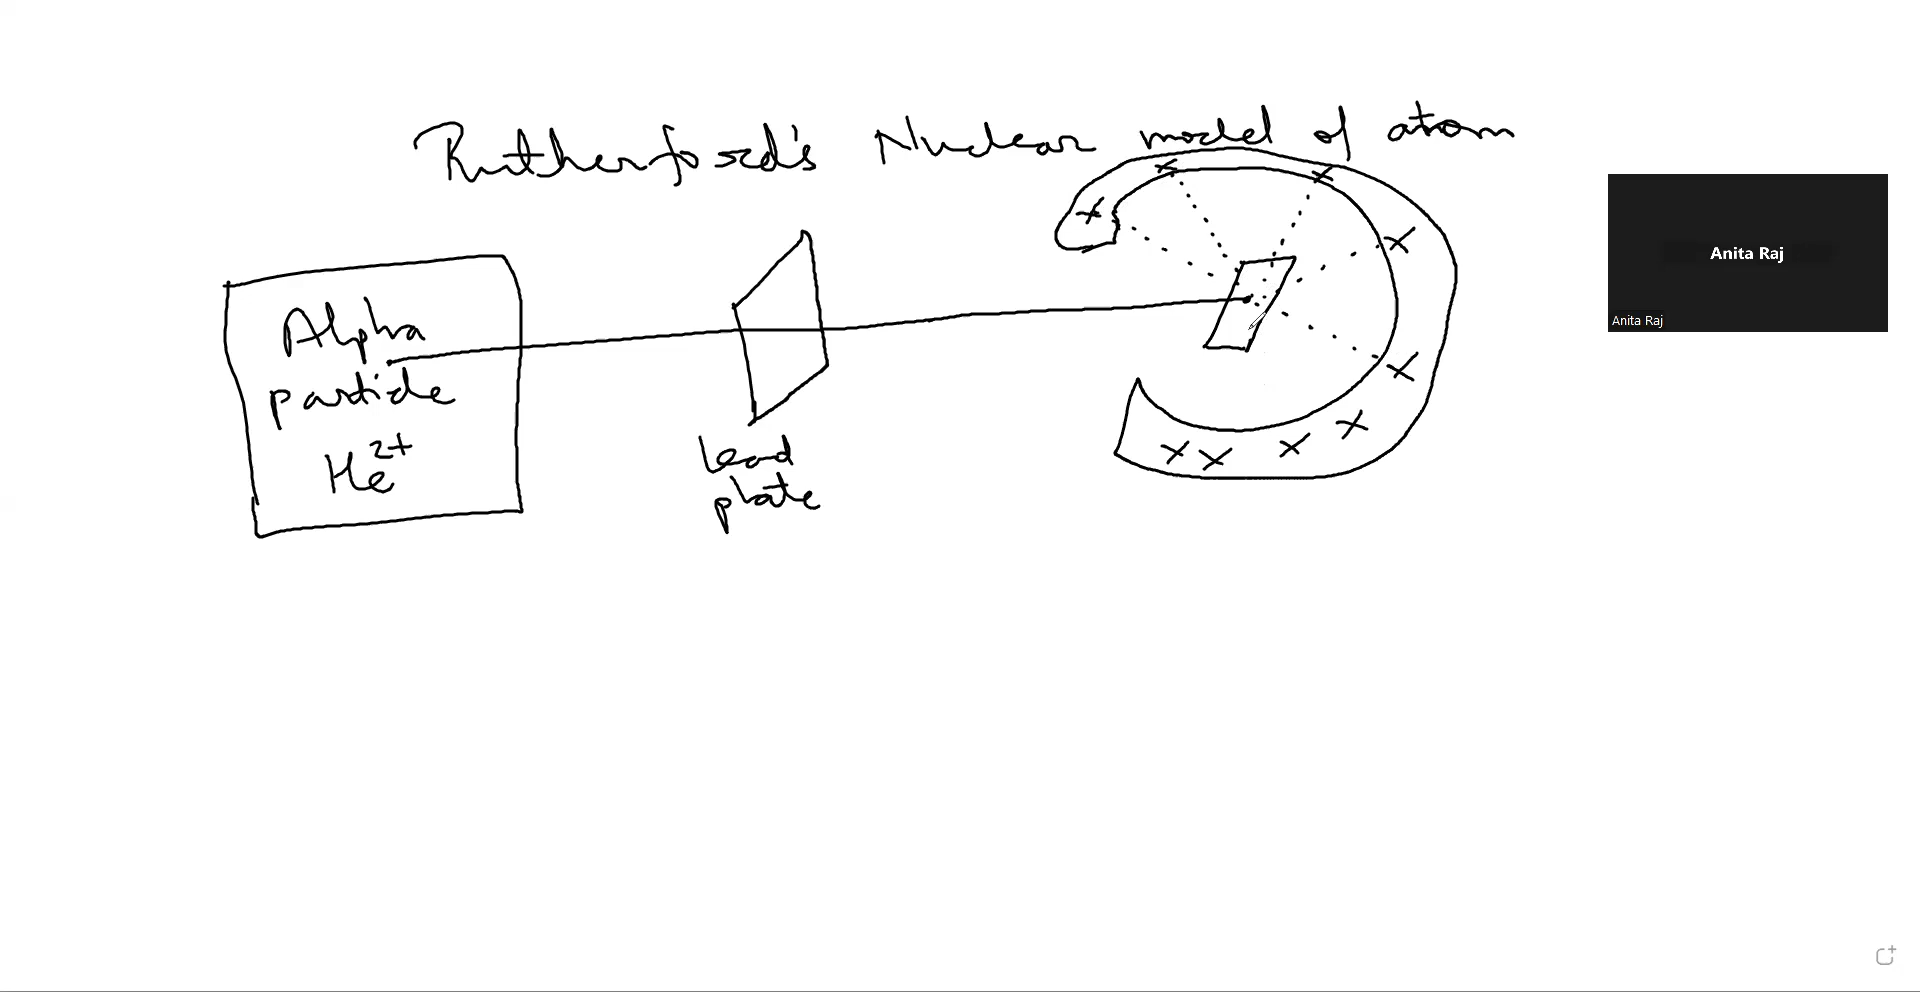 Rutherford's Nuclear model of atom
Alpha
particle
He²⁺
Lead
plate
Anita Raj
Anita Raj